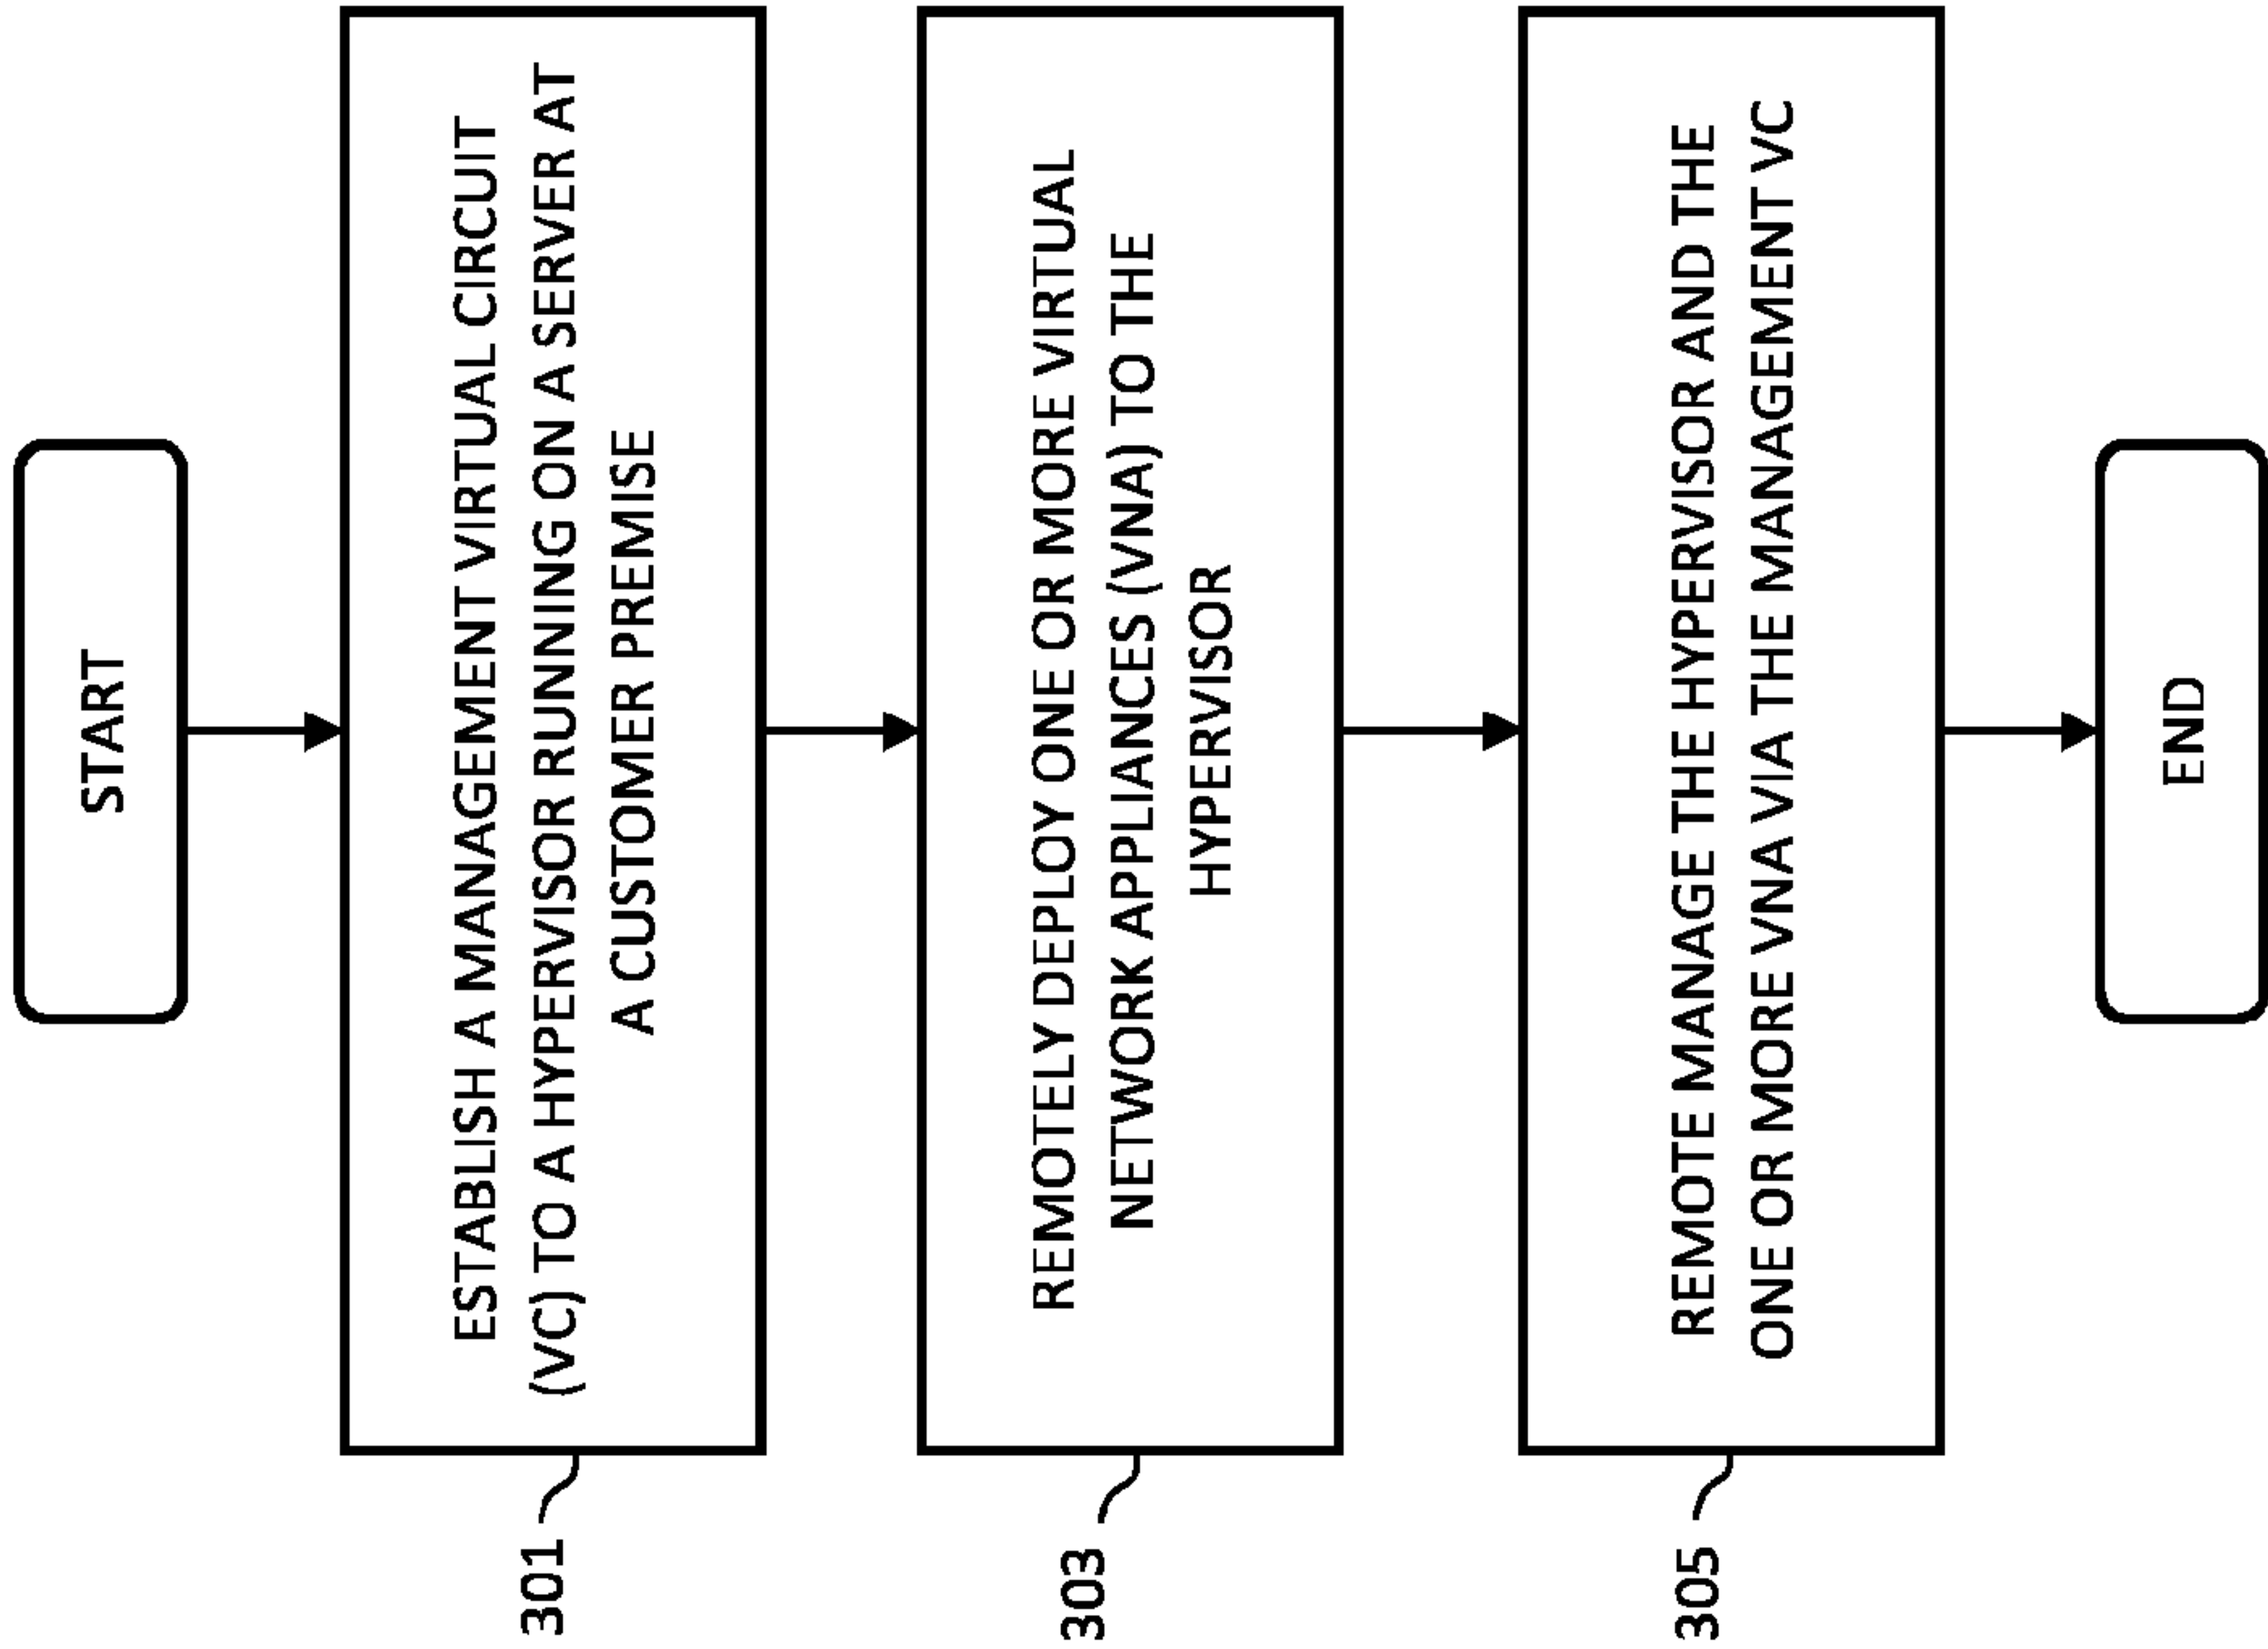 START
301
ESTABLISH A MANAGEMENT VIRTUAL CIRCUIT
(VC) TO A HYPERVISOR RUNNING ON A SERVER AT
A CUSTOMER PREMISE
303
REMOTELY DEPLOY ONE OR MORE VIRTUAL
NETWORK APPLIANCES (VNA) TO THE
HYPERVISOR
305
REMOTE MANAGE THE HYPERVISOR AND THE
ONE OR MORE VNA VIA THE MANAGEMENT VC
END